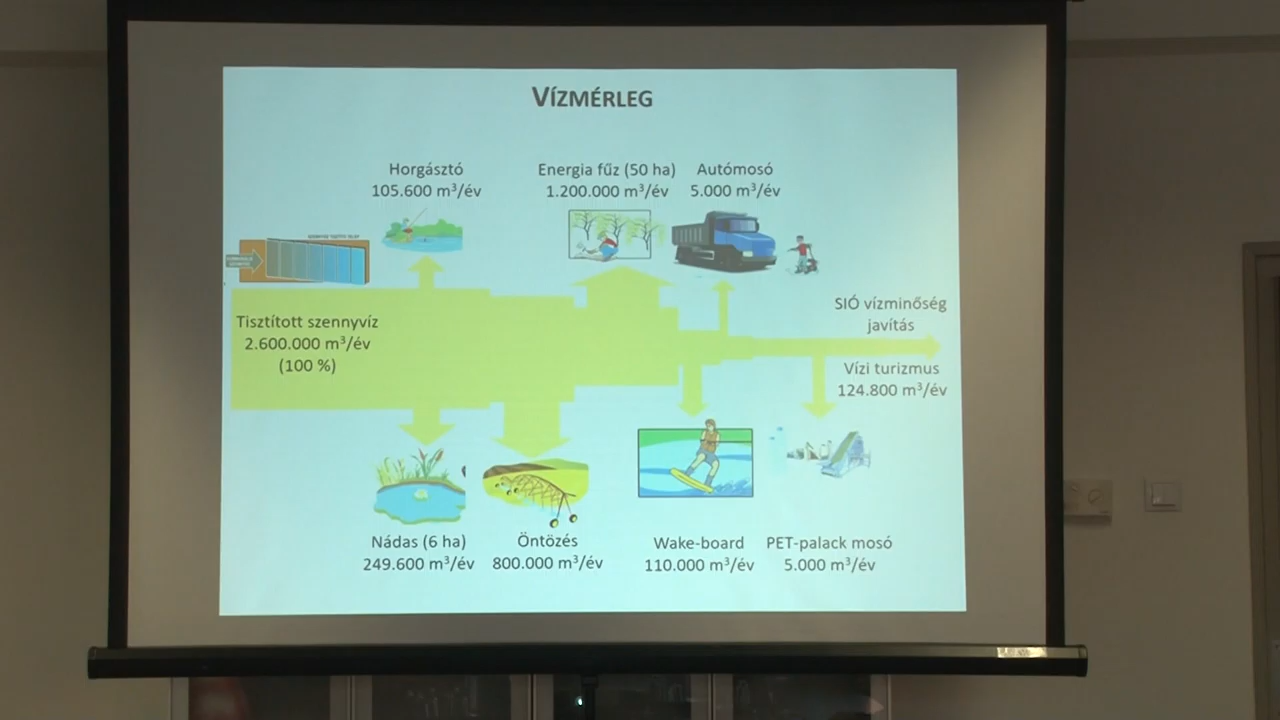 VÍZMÉRLEG
Horgásztó
105.600 m³/év
Energia fűz (50 ha)
1.200.000 m³/év
Autómosó
5.000 m³/év
Tisztított szennyvíz
2.600.000 m³/év
(100 %)
SIÓ vízminőség
javítás
Vízi turizmus
124.800 m³/év
Nádas (6 ha)
249.600 m³/év
Öntözés
800.000 m³/év
Wake-board
110.000 m³/év
PET-palack mosó
5.000 m³/év